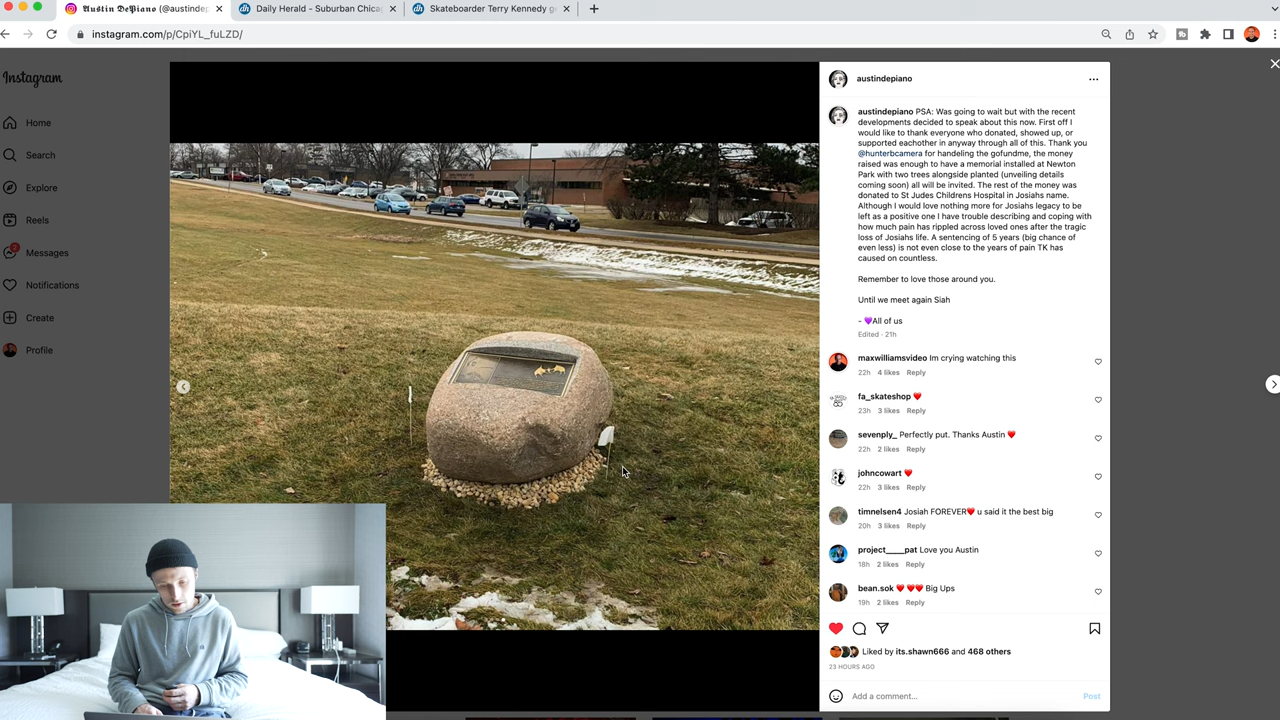 𝕬𝖚𝖘𝖙𝖎𝖓 𝕯𝖊𝕻𝖎𝖆𝖓𝖔 (@austindep
Daily Herald - Suburban Chica
Skateboarder Terry Kennedy g
instagram.com/p/CpiYL_fuLZD/
Instagram
Home
Search
Explore
Reels
2
Messages
Notifications
Create
Profile
austindepiano
austindepiano PSA: Was going to wait but with the recent
developments decided to speak about this now. First off I
would like to thank everyone who donated, showed up, or
supported eachother in anyway through all of this. Thank you
@hunterbcamera for handeling the gofundme, the money
raised was enough to have a memorial installed at Newton
Park with two trees alongside planted (unveiling details
coming soon) all will be invited. The rest of the money was
donated to St Judes Childrens Hospital in Josiahs name.
Although I would love nothing more for Josiahs legacy to be
left as a positive one I have trouble describing and coping with
how much pain has rippled across loved ones after the tragic
loss of Josiahs life. A sentencing of 5 years (big chance of
even less) is not even close to the years of pain TK has
caused on countless.
Remember to love those around you.
Until we meet again Siah
- 💜All of us
Edited · 21h
maxwilliamsvideo Im crying watching this
22h 4 likes Reply
fa_skateshop ❤️
23h 3 likes Reply
sevenply_ Perfectly put. Thanks Austin ❤️
22h 2 likes Reply
johncowart ❤️
22h 3 likes Reply
timnelsen4 Josiah FOREVER❤️ u said it the best big
20h 3 likes Reply
project_____pat Love you Austin
18h 2 likes Reply
bean.sok ❤️ ❤️❤️ Big Ups
19h 2 likes Reply
Liked by its.shawn666 and 468 others
23 HOURS AGO
Add a comment...
Post